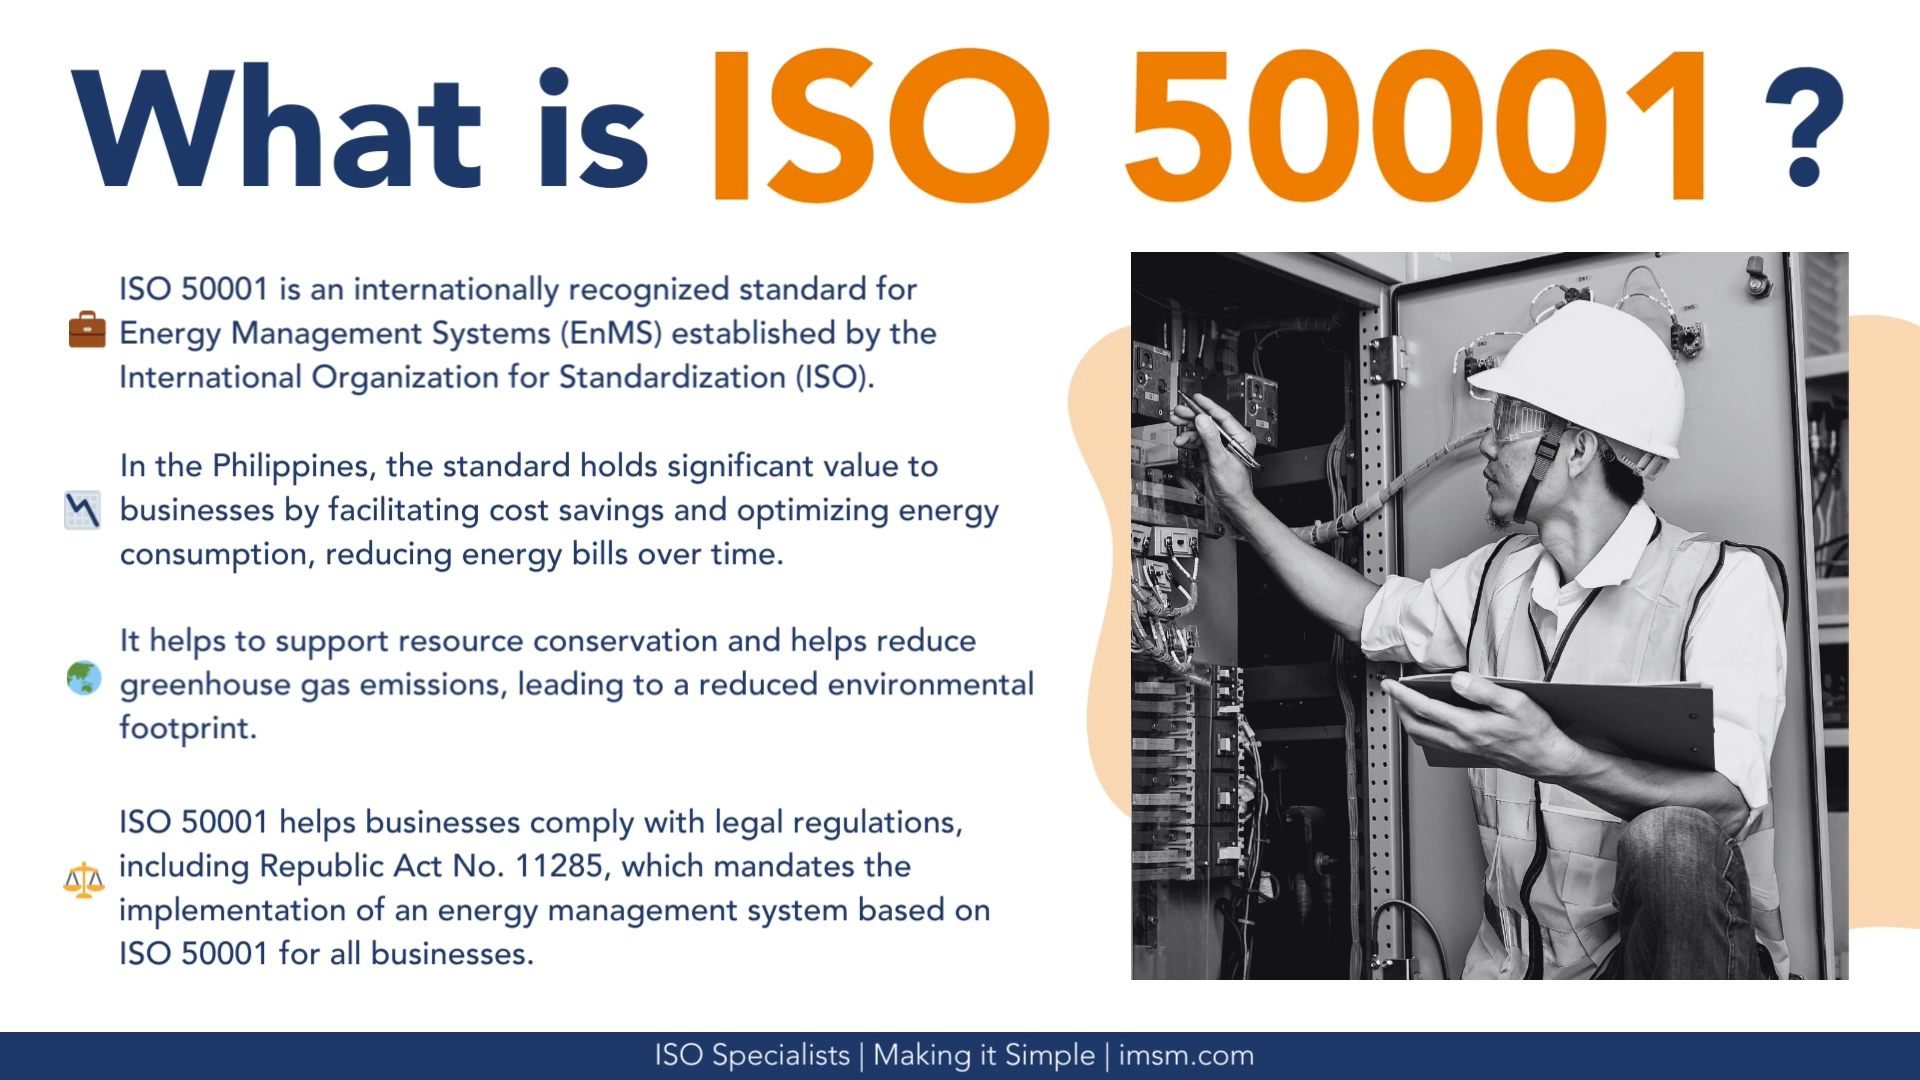 What is ISO 50001?
ISO 50001 is an internationally recognized standard for
Energy Management Systems (EnMS) established by the
International Organization for Standardization (ISO).
In the Philippines, the standard holds significant value to
businesses by facilitating cost savings and optimizing energy
consumption, reducing energy bills over time.
It helps to support resource conservation and helps reduce
greenhouse gas emissions, leading to a reduced environmental
footprint.
ISO 50001 helps businesses comply with legal regulations,
including Republic Act No. 11285, which mandates the
implementation of an energy management system based on
ISO 50001 for all businesses.
ISO Specialists | Making it Simple | imsm.com